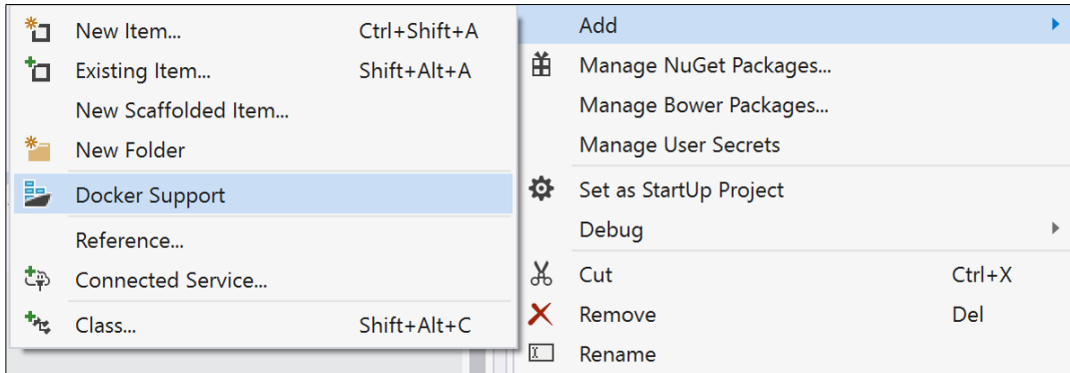 New Item... Ctrl+Shift+A
Existing Item... Shift+Alt+A
New Scaffolded Item...
New Folder
Docker Support
Reference...
Connected Service...
Class... Shift+Alt+C
Add
Manage NuGet Packages...
Manage Bower Packages...
Manage User Secrets
Set as StartUp Project
Debug
Cut Ctrl+X
Remove Del
Rename